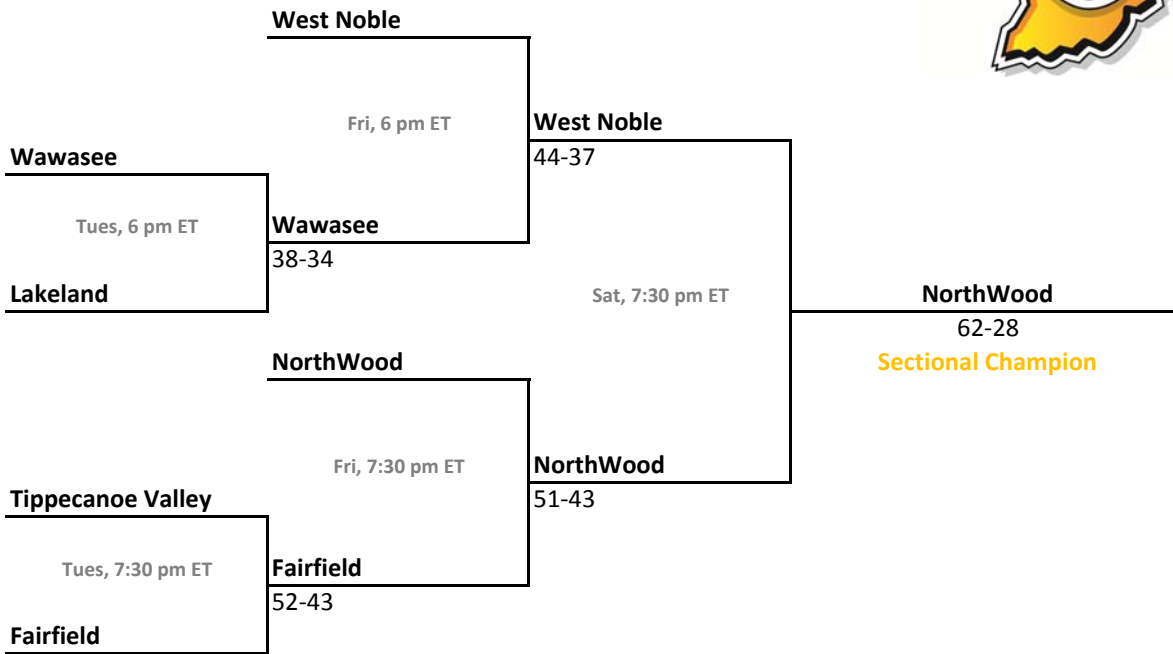 West Noble
Fri, 6 pm ET
West Noble
Wawasee
44-37
Tues, 6 pm ET
Wawasee
38-34
Lakeland
Sat, 7:30 pm ET
NorthWood
62-28
NorthWood
Sectional Champion
Fri, 7:30 pm ET
NorthWood
Tippecanoe Valley
51-43
Tues, 7:30 pm ET
Fairfield
52-43
Fairfield